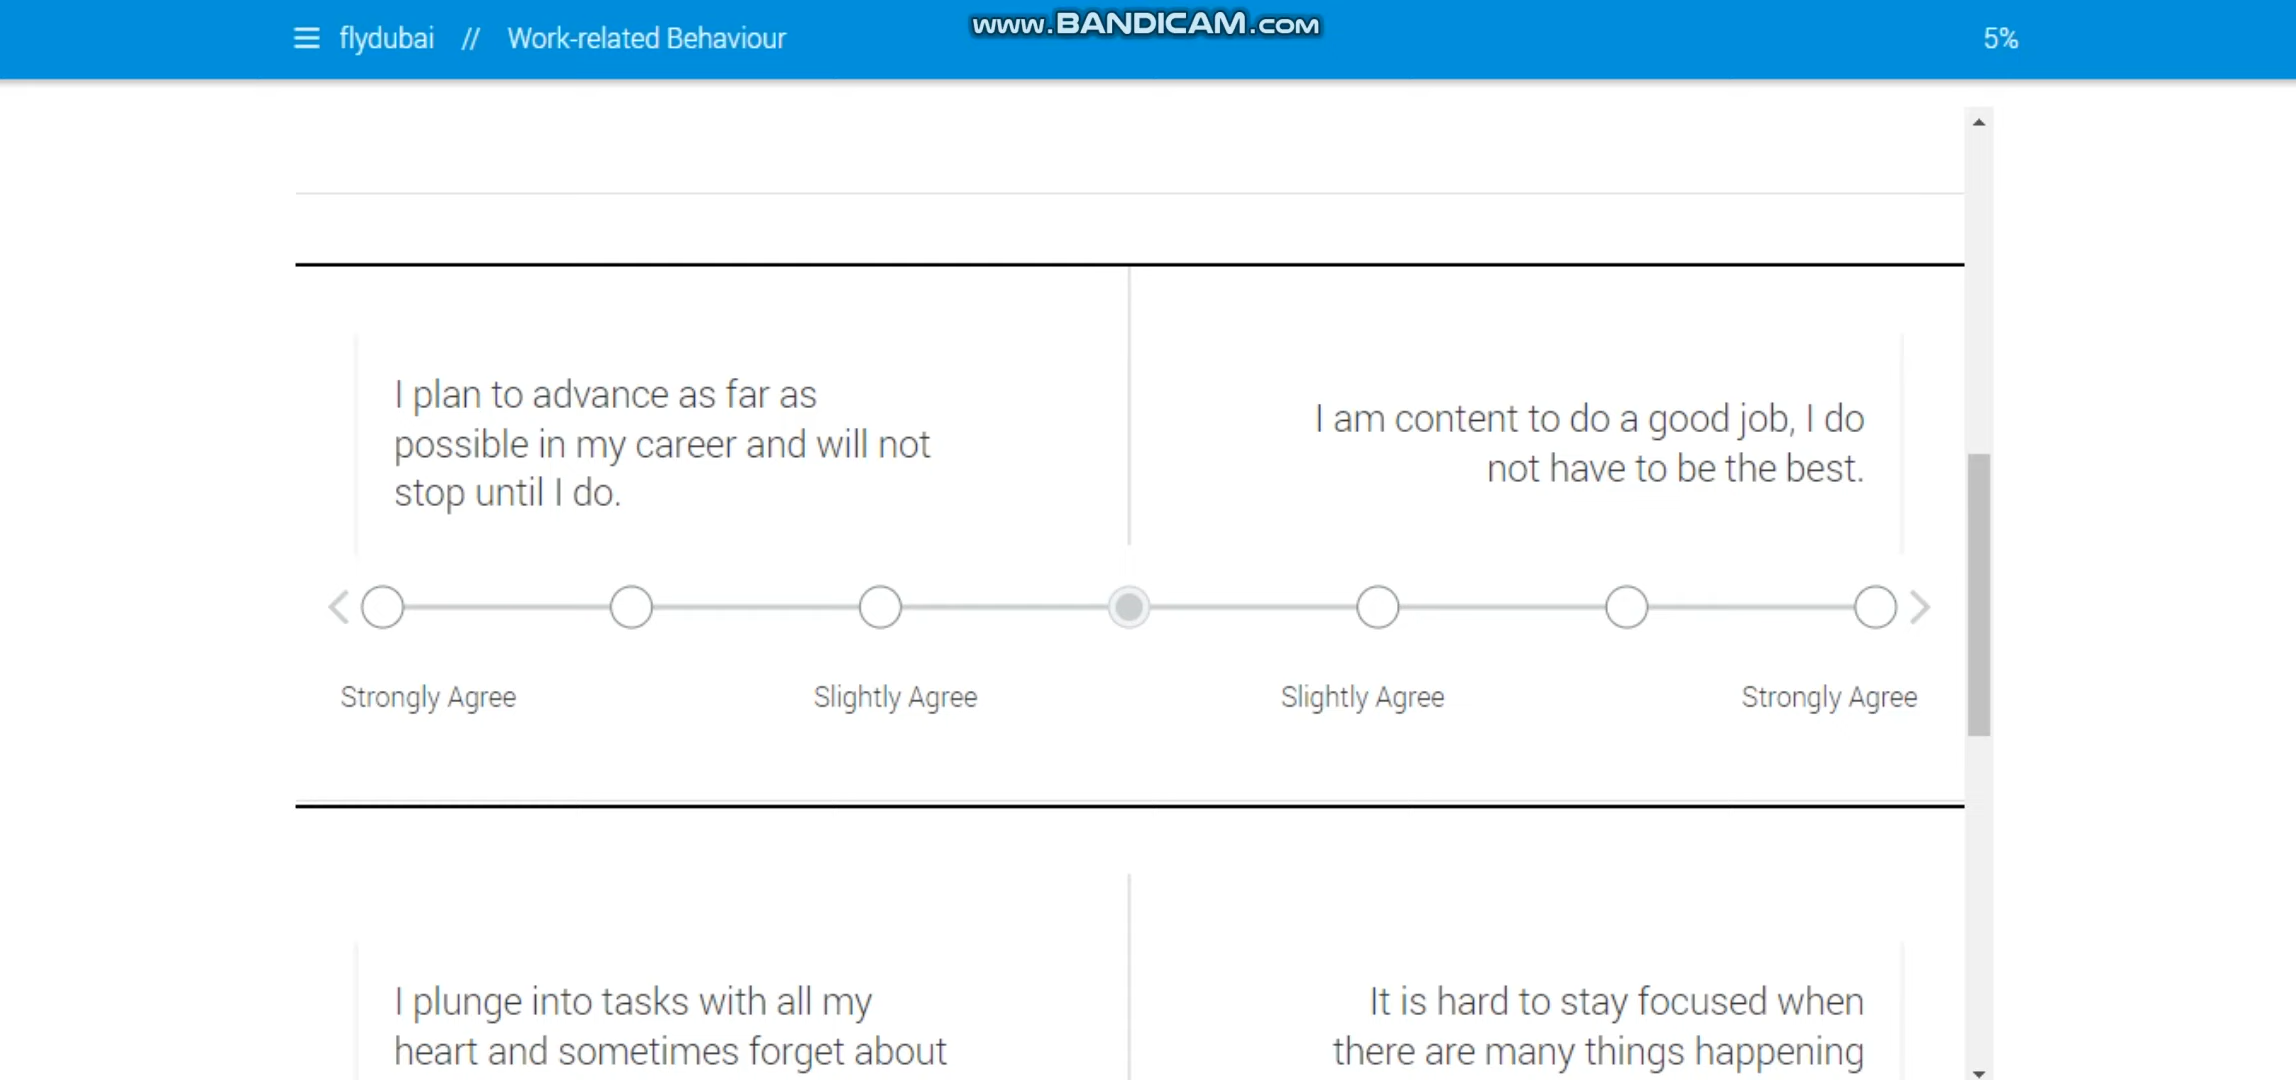 flydubai // Work-related Behaviour
www.BANDICAM.com
5%
I plan to advance as far as
possible in my career and will not
stop until I do.
I am content to do a good job, I do
not have to be the best.
Strongly Agree
Slightly Agree
Slightly Agree
Strongly Agree
I plunge into tasks with all my
heart and sometimes forget about
It is hard to stay focused when
there are many things happening